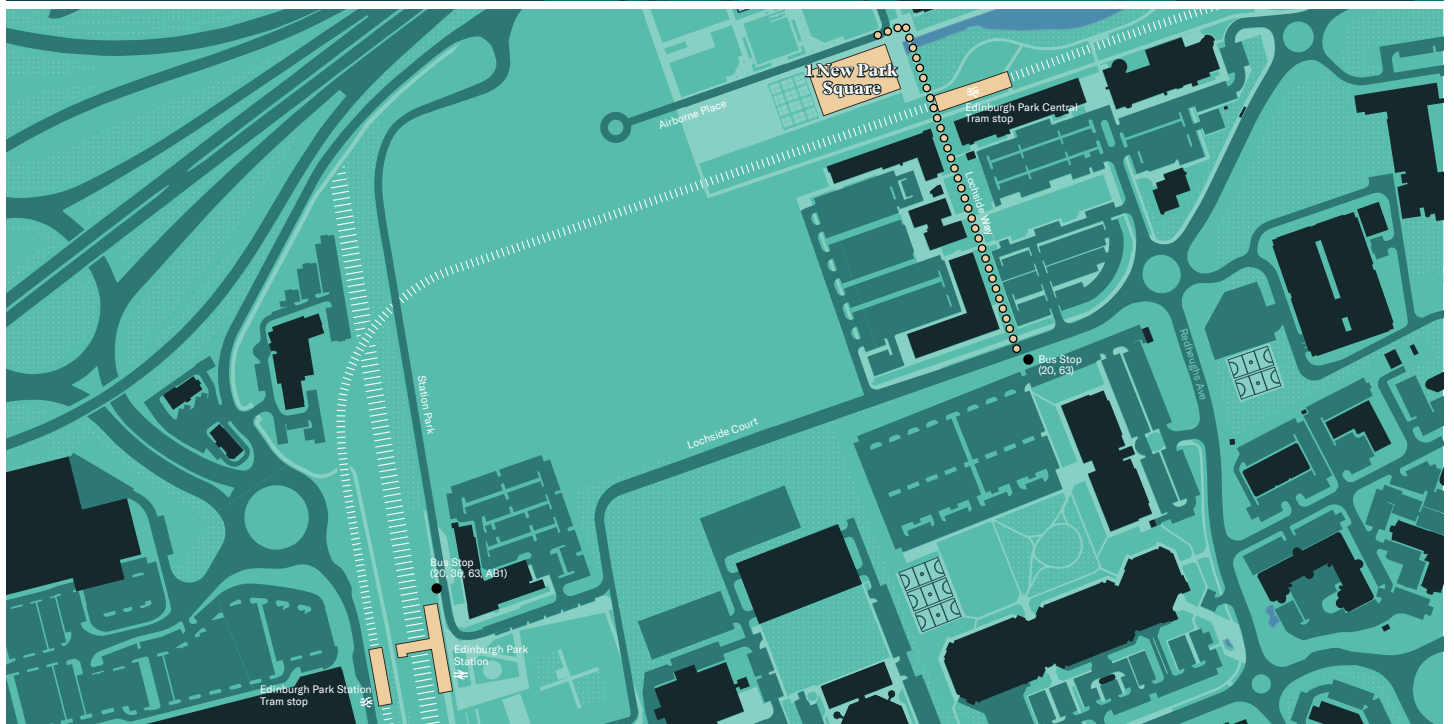 1 New Park
Square
Airborne Place
Edinburgh Park Central
Tram stop
Lochside Way
Bus Stop
(20, 63)
Redheughs Ave
Station Park
Lochside Court
Bus Stop
(20, 36, 63, AB1)
Edinburgh Park
Station
Edinburgh Park Station
Tram stop